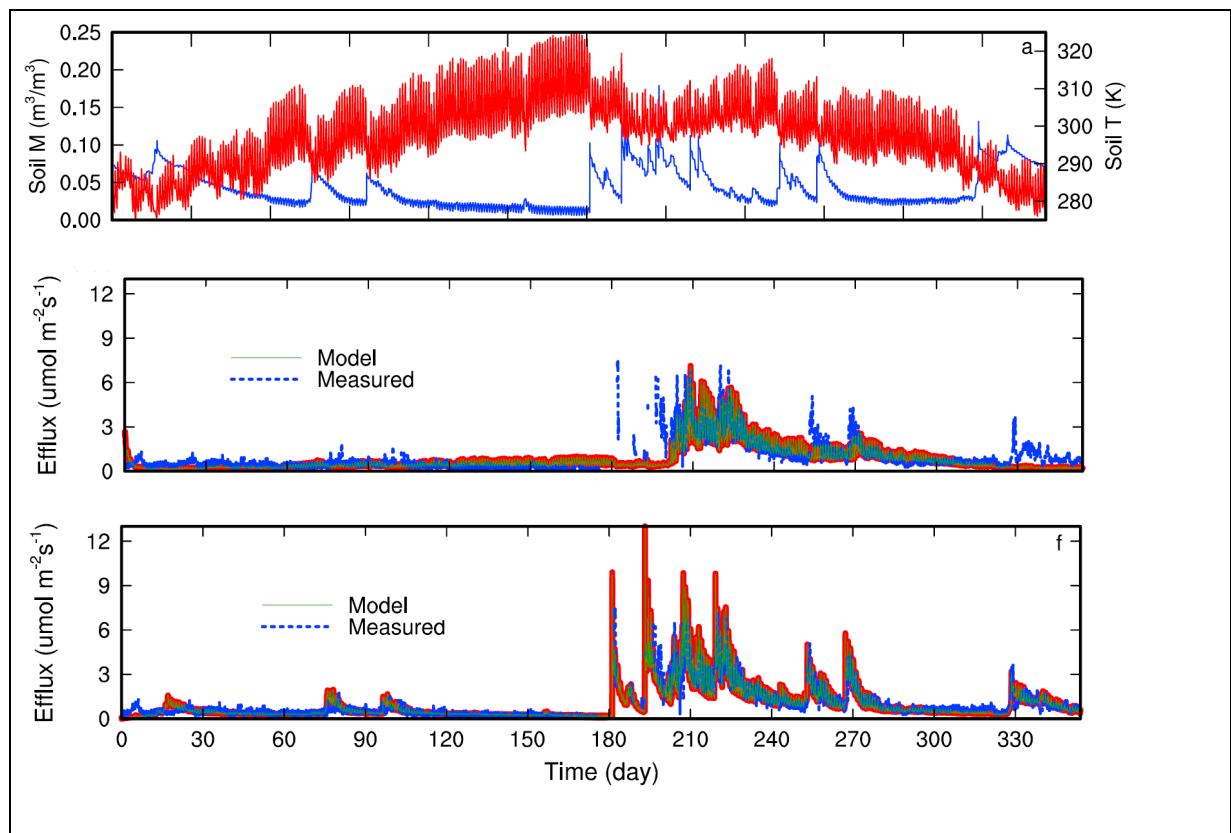 0.25
0.20
0.15
0.10
0.05
0.00
Soil M (m³/m³)
a
320
310
300
290
280
Soil T (K)
12
9
6
3
0
Efflux (umol m⁻²s⁻¹)
Model
Measured
12
9
6
3
0
Efflux (umol m⁻²s⁻¹)
f
Model
Measured
0 30 60 90 120 150 180 210 240 270 300 330
Time (day)